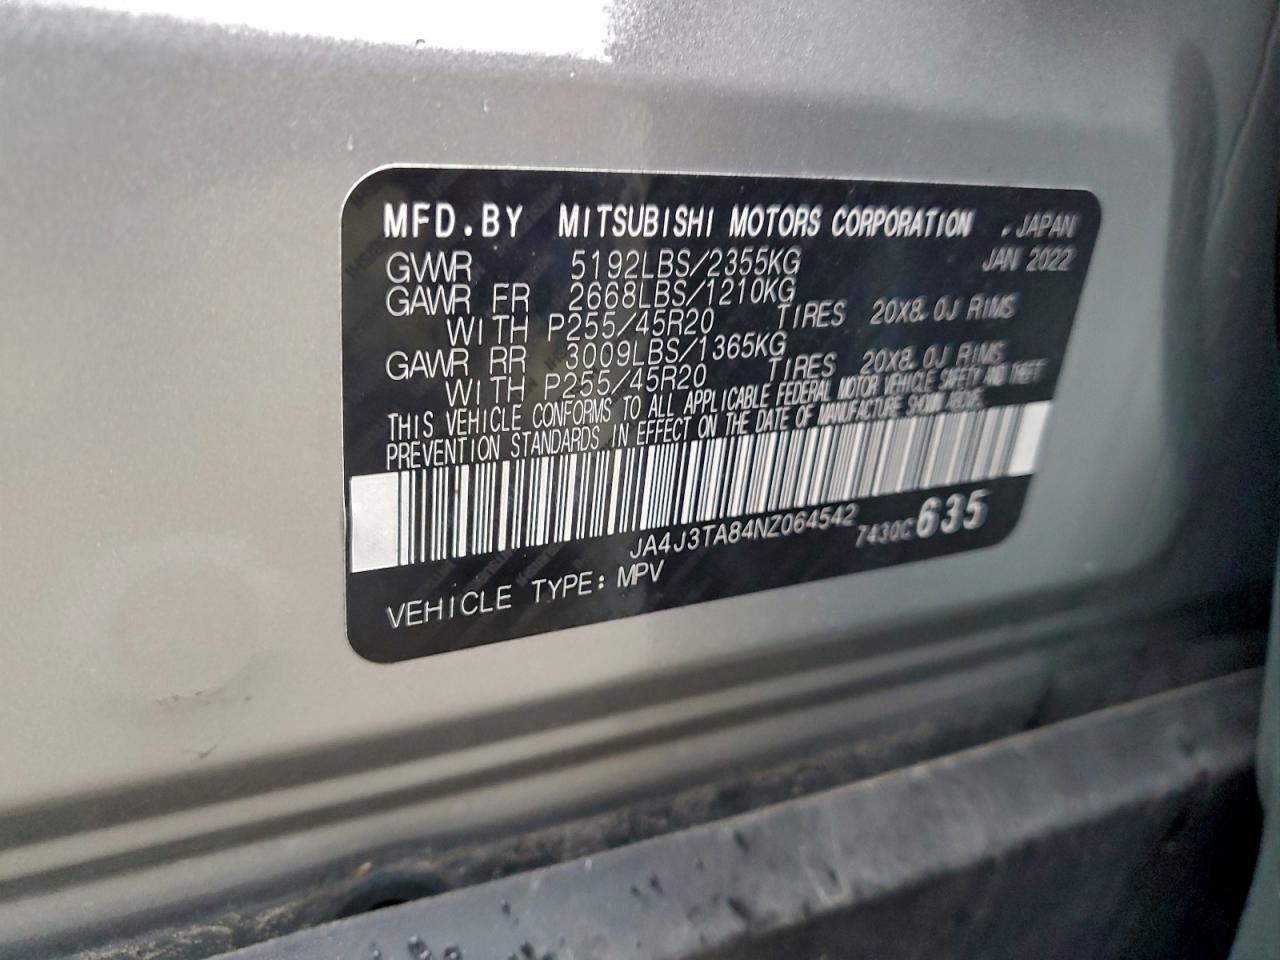 MFD.BY MITSUBISHI MOTORS CORPORATION .JAPAN
GVWR 5192LBS/2355KG JAN 2022
GAWR FR 2668LBS/1210KG
WITH P255/45R20 TIRES 20X8.0J RIMS
GAWR RR 3009LBS/1365KG
WITH P255/45R20 TIRES 20X8.0J RIMS
THIS VEHICLE CONFORMS TO ALL APPLICABLE FEDERAL MOTOR VEHICLE SAFETY AND THEFT
PREVENTION STANDARDS IN EFFECT ON THE DATE OF MANUFACTURE SHOWN ABOVE.
JA4J3TA84NZ064542 7430C 635
VEHICLE TYPE: MPV